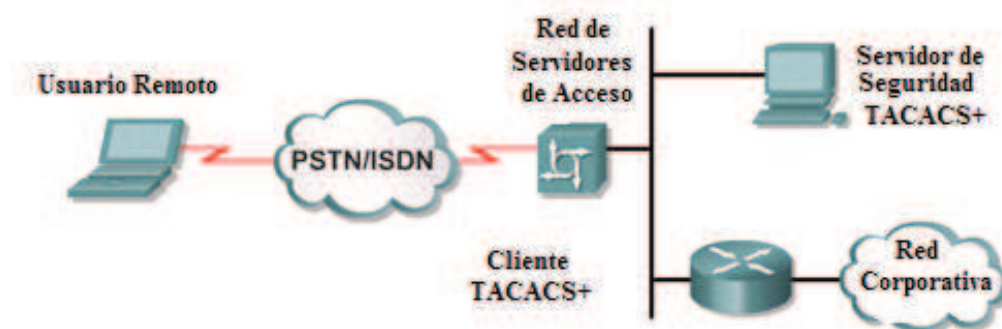 Usuario Remoto
PSTN/ISDN
Red de
Servidores
de Acceso
Cliente
TACACS+
Servidor de
Seguridad
TACACS+
Red
Corporativa